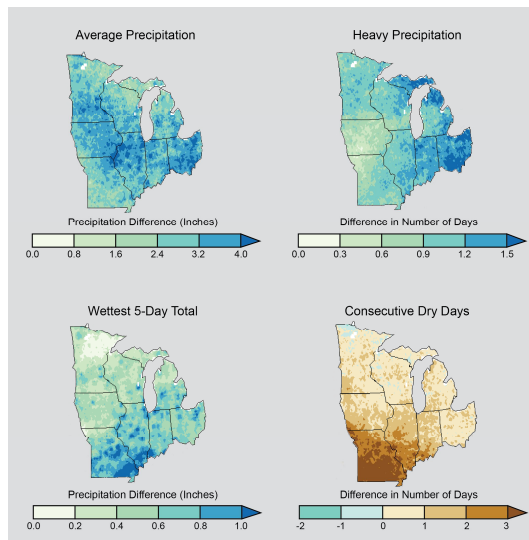 Average Precipitation
Heavy Precipitation
Precipitation Difference (Inches)
0.0 0.8 1.6 2.4 3.2 4.0
Difference in Number of Days
0.0 0.3 0.6 0.9 1.2 1.5
Wettest 5-Day Total
Consecutive Dry Days
Precipitation Difference (Inches)
0.0 0.2 0.4 0.6 0.8 1.0
Difference in Number of Days
-2 -1 0 1 2 3